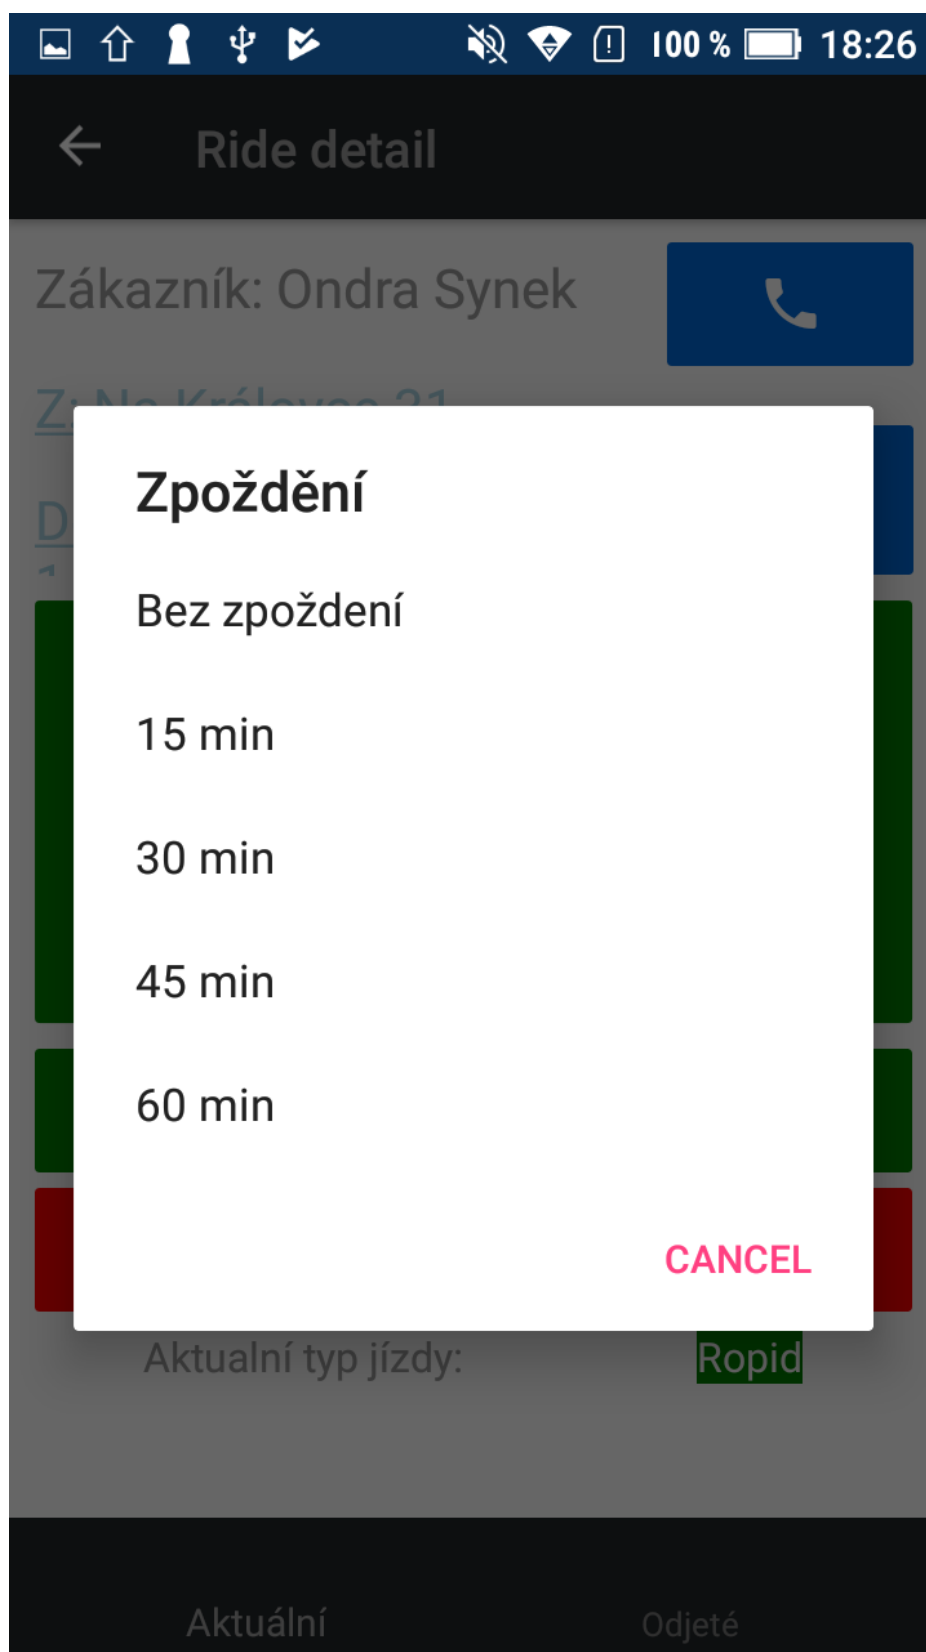 100 % 18:26
Ride detail
Zákazník: Ondra Synek
Z:
D
Zpoždění
Bez zpoždení
15 min
30 min
45 min
60 min
CANCEL
Aktualní typ jízdy: Ropid
Aktuální Odjeté